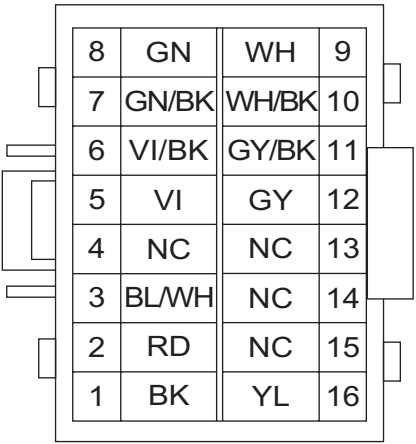 8 GN WH 9
7 GN/BK WH/BK 10
6 VI/BK GY/BK 11
5 VI GY 12
4 NC NC 13
3 BL/WH NC 14
2 RD NC 15
1 BK YL 16